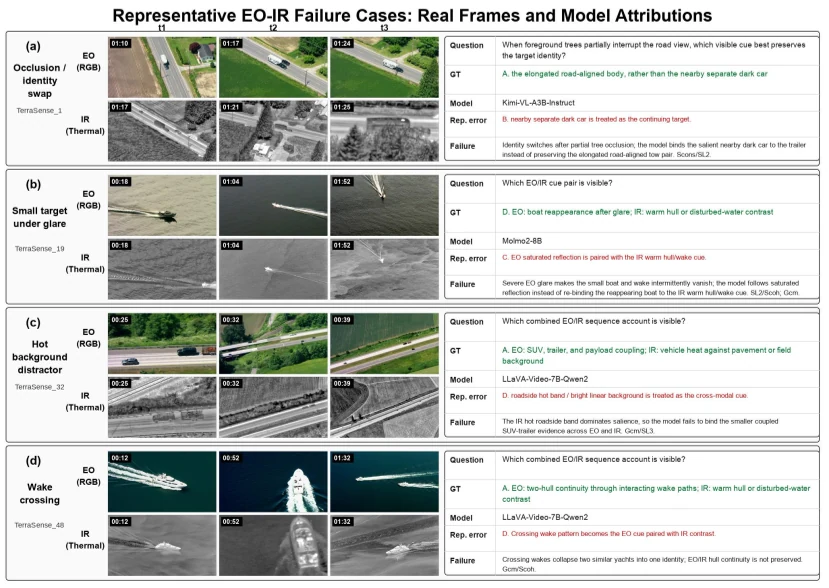 Representative EO-IR Failure Cases: Real Frames and Model Attributions
t1 t2 t3
(a)
Occlusion /
identity
swap
TerraSense_1
EO
(RGB)
01:10 01:17 01:24
IR
(Thermal)
01:17 01:21 01:25
Question When foreground trees partially interrupt the road view, which visible cue best preserves
the target identity?
GT A. the elongated road-aligned body, rather than the nearby separate dark car
Model Kimi-VL-A3B-Instruct
Rep. error B. nearby separate dark car is treated as the continuing target.
Failure Identity switches after partial tree occlusion; the model binds the salient nearby dark car to the trailer
instead of preserving the elongated road-aligned tow pair. Scons/SL2.
(b)
Small target
under glare
TerraSense_19
EO
(RGB)
00:18 01:04 01:52
IR
(Thermal)
00:18 01:04 01:52
Question Which EO/IR cue pair is visible?
GT D. EO: boat reappearance after glare; IR: warm hull or disturbed-water contrast
Model Molmo2-8B
Rep. error C. EO saturated reflection is paired with the IR warm hull/wake cue.
Failure Severe EO glare makes the small boat and wake intermittently vanish; the model follows saturated
reflection instead of re-binding the reappearing boat to the IR warm hull/wake cue. SL2/Scoh; Gcm.
(c)
Hot
background
distractor
TerraSense_32
EO
(RGB)
00:25 00:32 00:39
IR
(Thermal)
00:25 00:32 00:39
Question Which combined EO/IR sequence account is visible?
GT A. EO: SUV, trailer, and payload coupling; IR: vehicle heat against pavement or field
background
Model LLaVA-Video-7B-Qwen2
Rep. error D. roadside hot band / bright linear background is treated as the cross-modal cue.
Failure The IR hot roadside band dominates salience, so the model fails to bind the smaller coupled
SUV-trailer evidence across EO and IR. Gcm/SL3.
(d)
Wake
crossing
TerraSense_48
EO
(RGB)
00:12 00:52 01:32
IR
(Thermal)
00:12 00:52 01:32
Question Which combined EO/IR sequence account is visible?
GT A. EO: two-hull continuity through interacting wake paths; IR: warm hull or disturbed-water
contrast
Model LLaVA-Video-7B-Qwen2
Rep. error D. Crossing wake pattern becomes the EO cue paired with IR contrast.
Failure Crossing wakes collapse two similar yachts into one identity; EO/IR hull continuity is not preserved.
Gcm/Scoh.